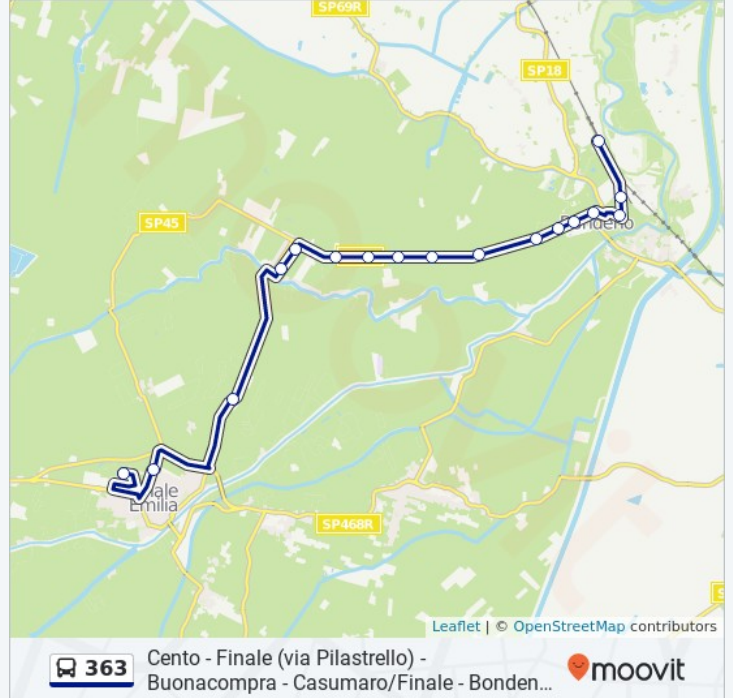 SP69R
SP18
SP45
Bondeno
Finale
Emilia
SP468R
Leaflet | © OpenStreetMap contributors
363
Cento - Finale (via Pilastrello) -
Buonacompra - Casumaro/Finale - Bonden...
moovit